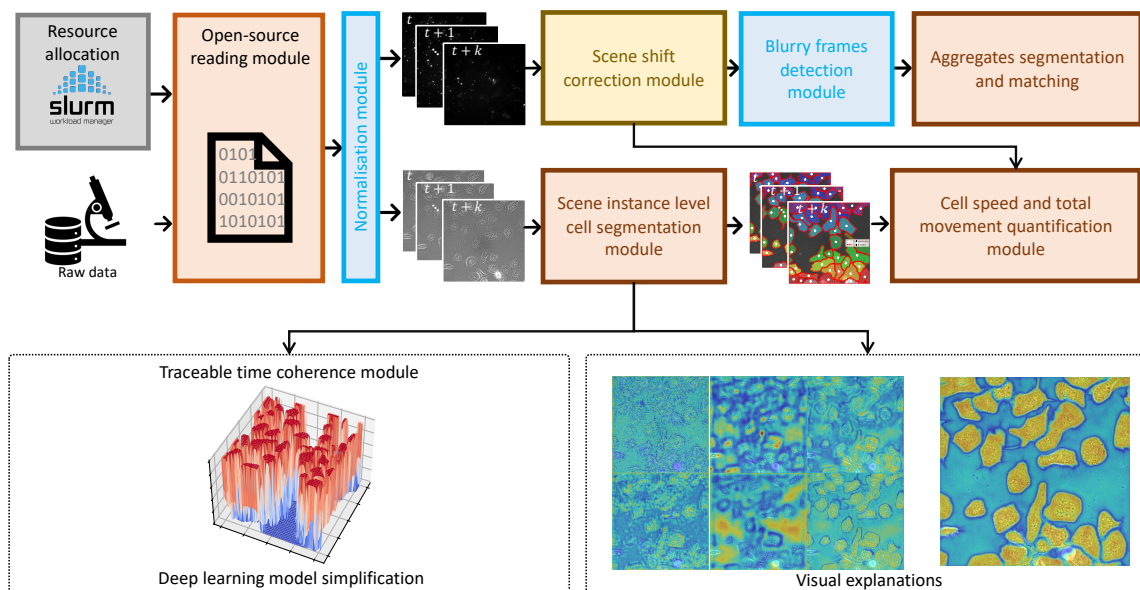 Resource
allocation
slurm
workload manager
Raw data
Open-source
reading module
0101
0110101
0010101
1010101
Normalisation module
t
t + 1
t + k
t
t + 1
t + k
Scene shift
correction module
Blurry frames
detection
module
Aggregates segmentation
and matching
Scene instance level
cell segmentation
module
t
t + k
Cell speed and total
movement quantification
module
Traceable time coherence module
Deep learning model simplification
Visual explanations